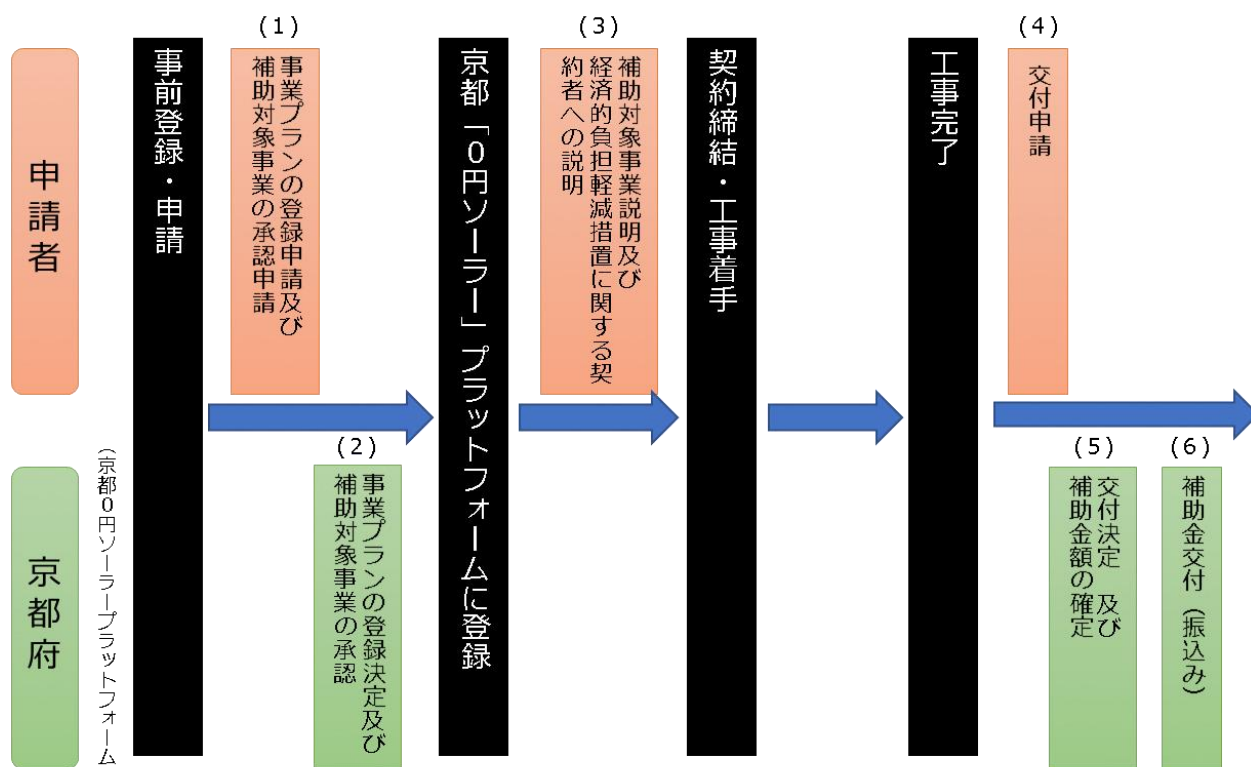 申請者
京都府
(京都０円ソーラープラットフォーム
事前登録・申請
(1)
事業プランの登録申請及び
補助対象事業の承認申請
(2)
事業プランの登録決定及び
補助対象事業の承認
京都「０円ソーラー」プラットフォームに登録
(3)
補助対象事業説明及び
経済的負担軽減措置に関する契
約者への説明
契約締結・工事着手
工事完了
(4)
交付申請
(5)
交付決定　及び
補助金額の確定
(6)
補助金交付（振込み）